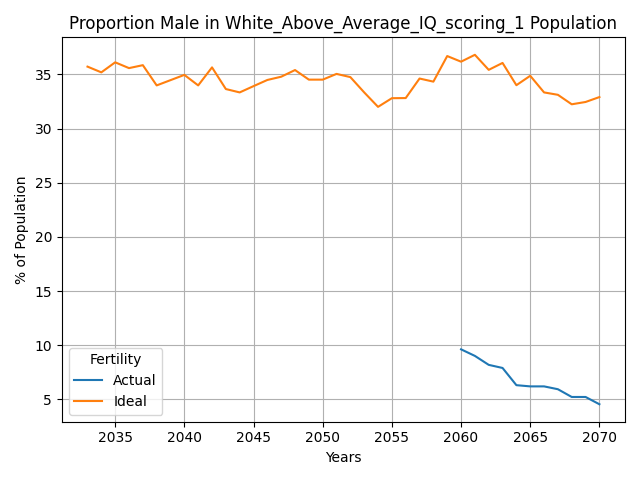 Proportion Male in White_Above_Average_IQ_scoring_1 Population
% of Population
35
30
25
20
15
10
5
Fertility
Actual
Ideal
2035 2040 2045 2050 2055 2060 2065 2070
Years